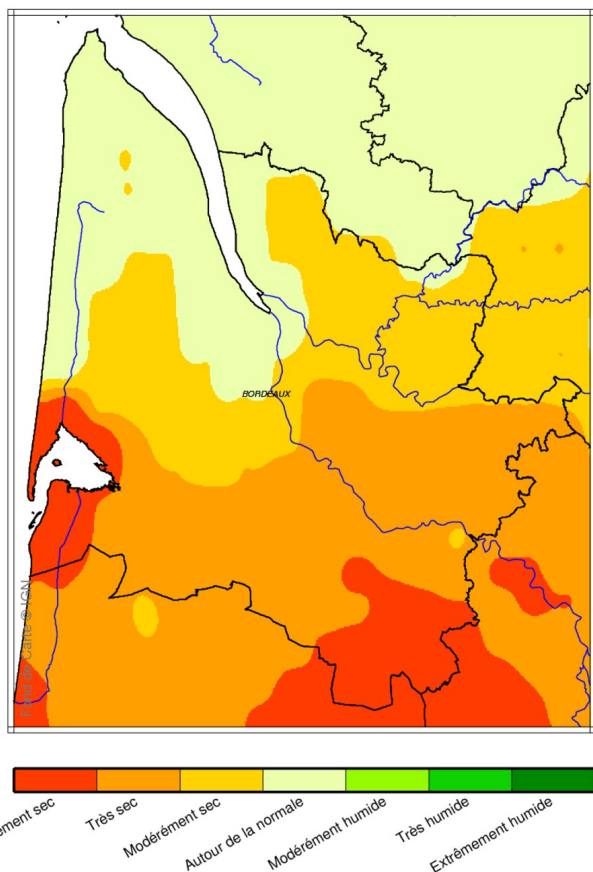 BORDEAUX
Fond de Carte © IGN
ement sec
Très sec
Modérément sec
Autour de la normale
Modérément humide
Très humide
Extrêmement humide